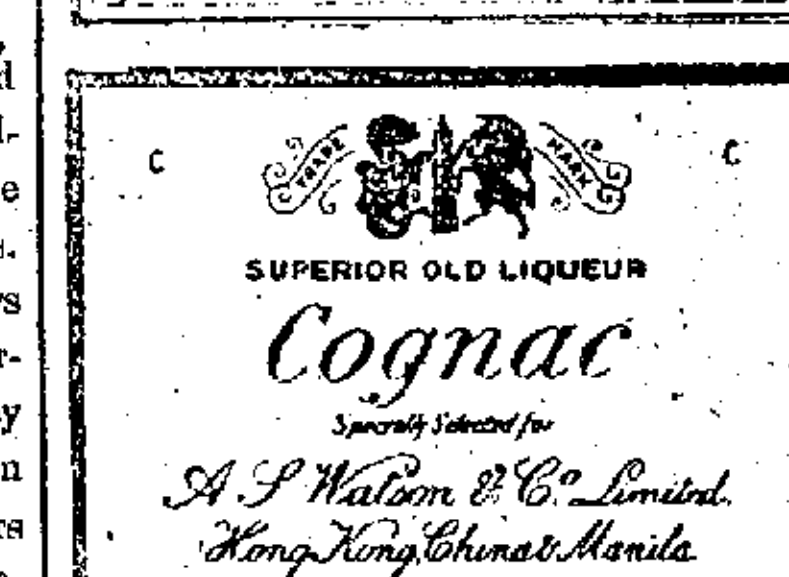 C TRADE MARK C
SUPERIOR OLD LIQUEUR
Cognac
Specially Selected for
A S Watson & Co. Limited.
Hong Kong, China & Manila